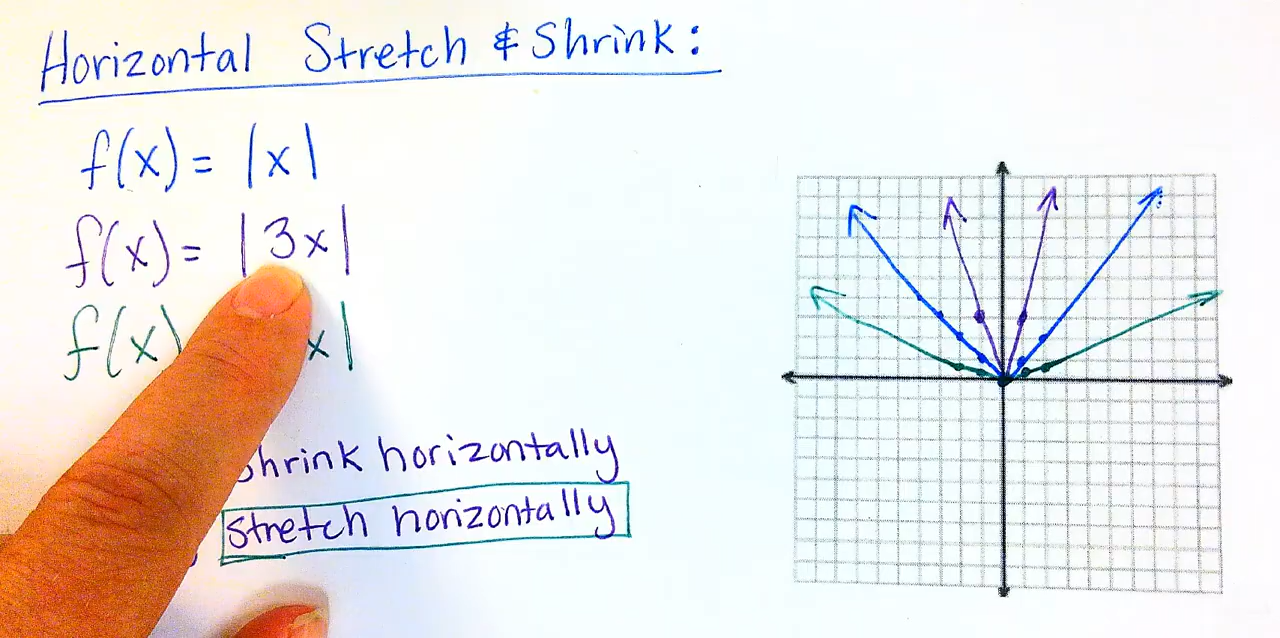 Horizontal Stretch & Shrink:
f(x) = |x|
f(x) = |3x|
f(x) x|
shrink horizontally
stretch horizontally